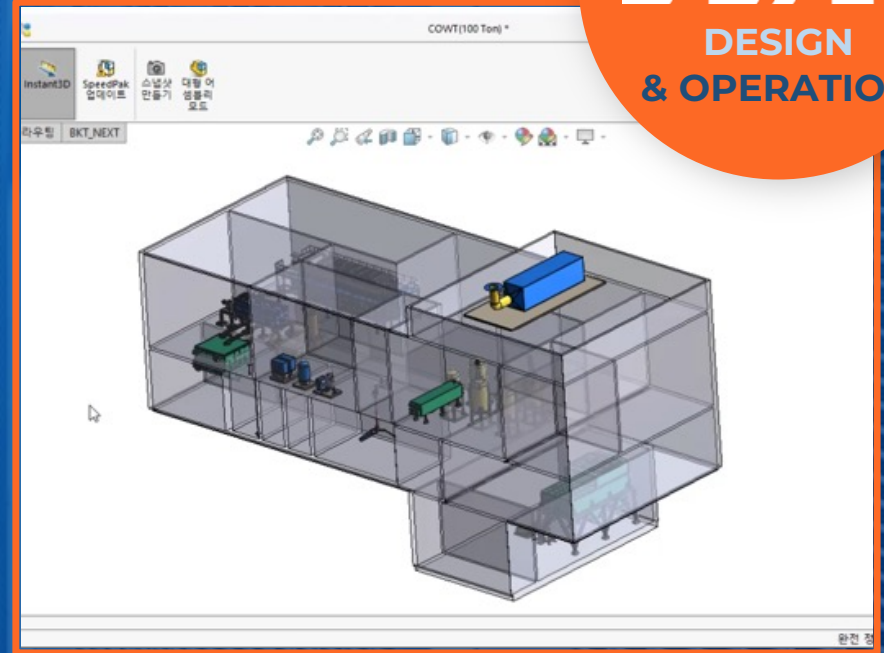 COWT(100 Ton) *
DESIGN
& OPERATIO
Instant3D
SpeedPak
업데이트
스냅샷
만들기
대형 어
셈블리
모드
라우팅
BKT_NEXT
완전 정